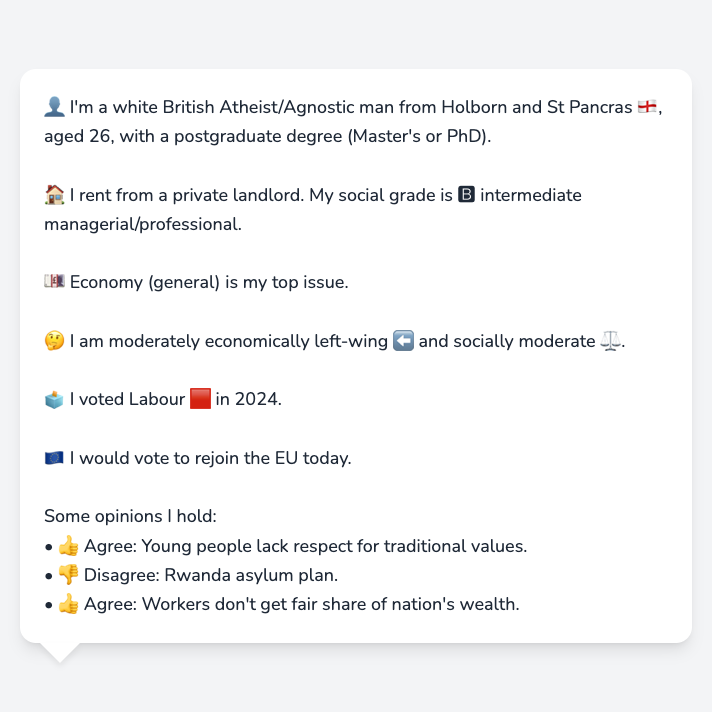 👤 I'm a white British Atheist/Agnostic man from Holborn and St Pancras 🏴󠁧󠁢󠁥󠁮󠁧󠁿,
aged 26, with a postgraduate degree (Master's or PhD).
🏠 I rent from a private landlord. My social grade is 🅱 intermediate
managerial/professional.
💷 Economy (general) is my top issue.
🤔 I am moderately economically left-wing ⬅️ and socially moderate ⚖️.
🗳️ I voted Labour 🟥 in 2024.
🇪🇺 I would vote to rejoin the EU today.
Some opinions I hold:
• 👍 Agree: Young people lack respect for traditional values.
• 👎 Disagree: Rwanda asylum plan.
• 👍 Agree: Workers don't get fair share of nation's wealth.